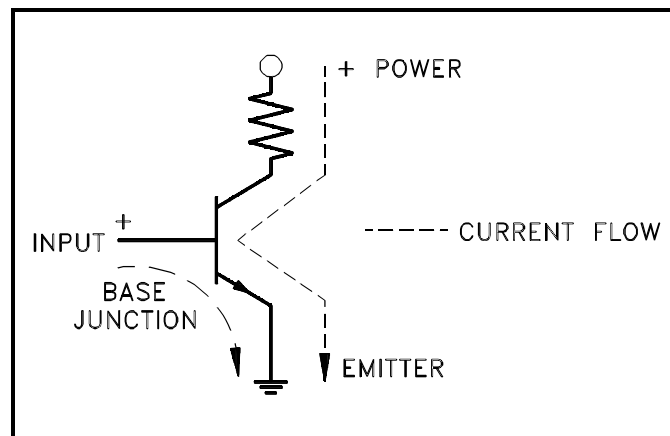 + POWER
+
INPUT
CURRENT FLOW
BASE
JUNCTION
EMITTER